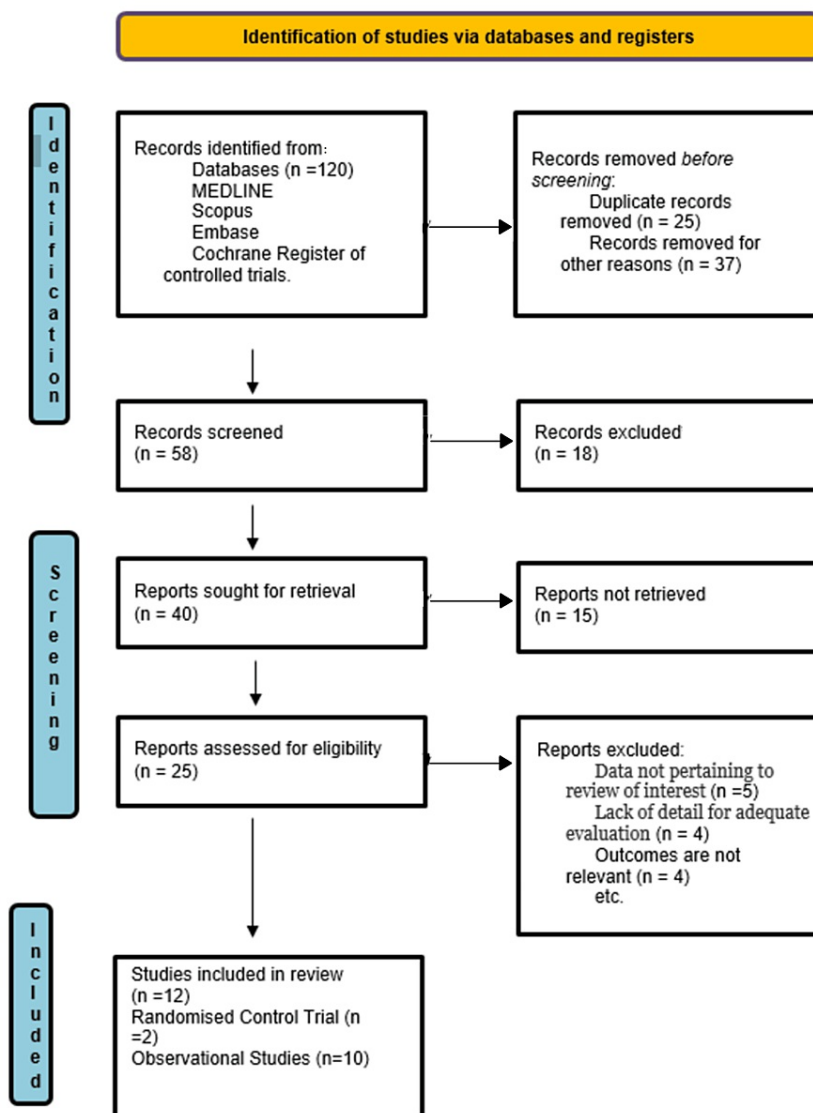 Identification of studies via databases and registers
Identification
Records identified from:
Databases (n =120)
MEDLINE
Scopus
Embase
Cochrane Register of
controlled trials.
Records removed before
screening:
Duplicate records
removed (n = 25)
Records removed for
other reasons (n = 37)
Records screened
(n = 58)
Records excluded
(n = 18)
Screening
Reports sought for retrieval
(n = 40)
Reports not retrieved
(n = 15)
Reports assessed for eligibility
(n = 25)
Reports excluded:
Data not pertaining to
review of interest (n =5)
Lack of detail for adequate
evaluation (n = 4)
Outcomes are not
relevant (n = 4)
etc.
Included
Studies included in review
(n =12)
Randomised Control Trial (n
=2)
Observational Studies (n=10)